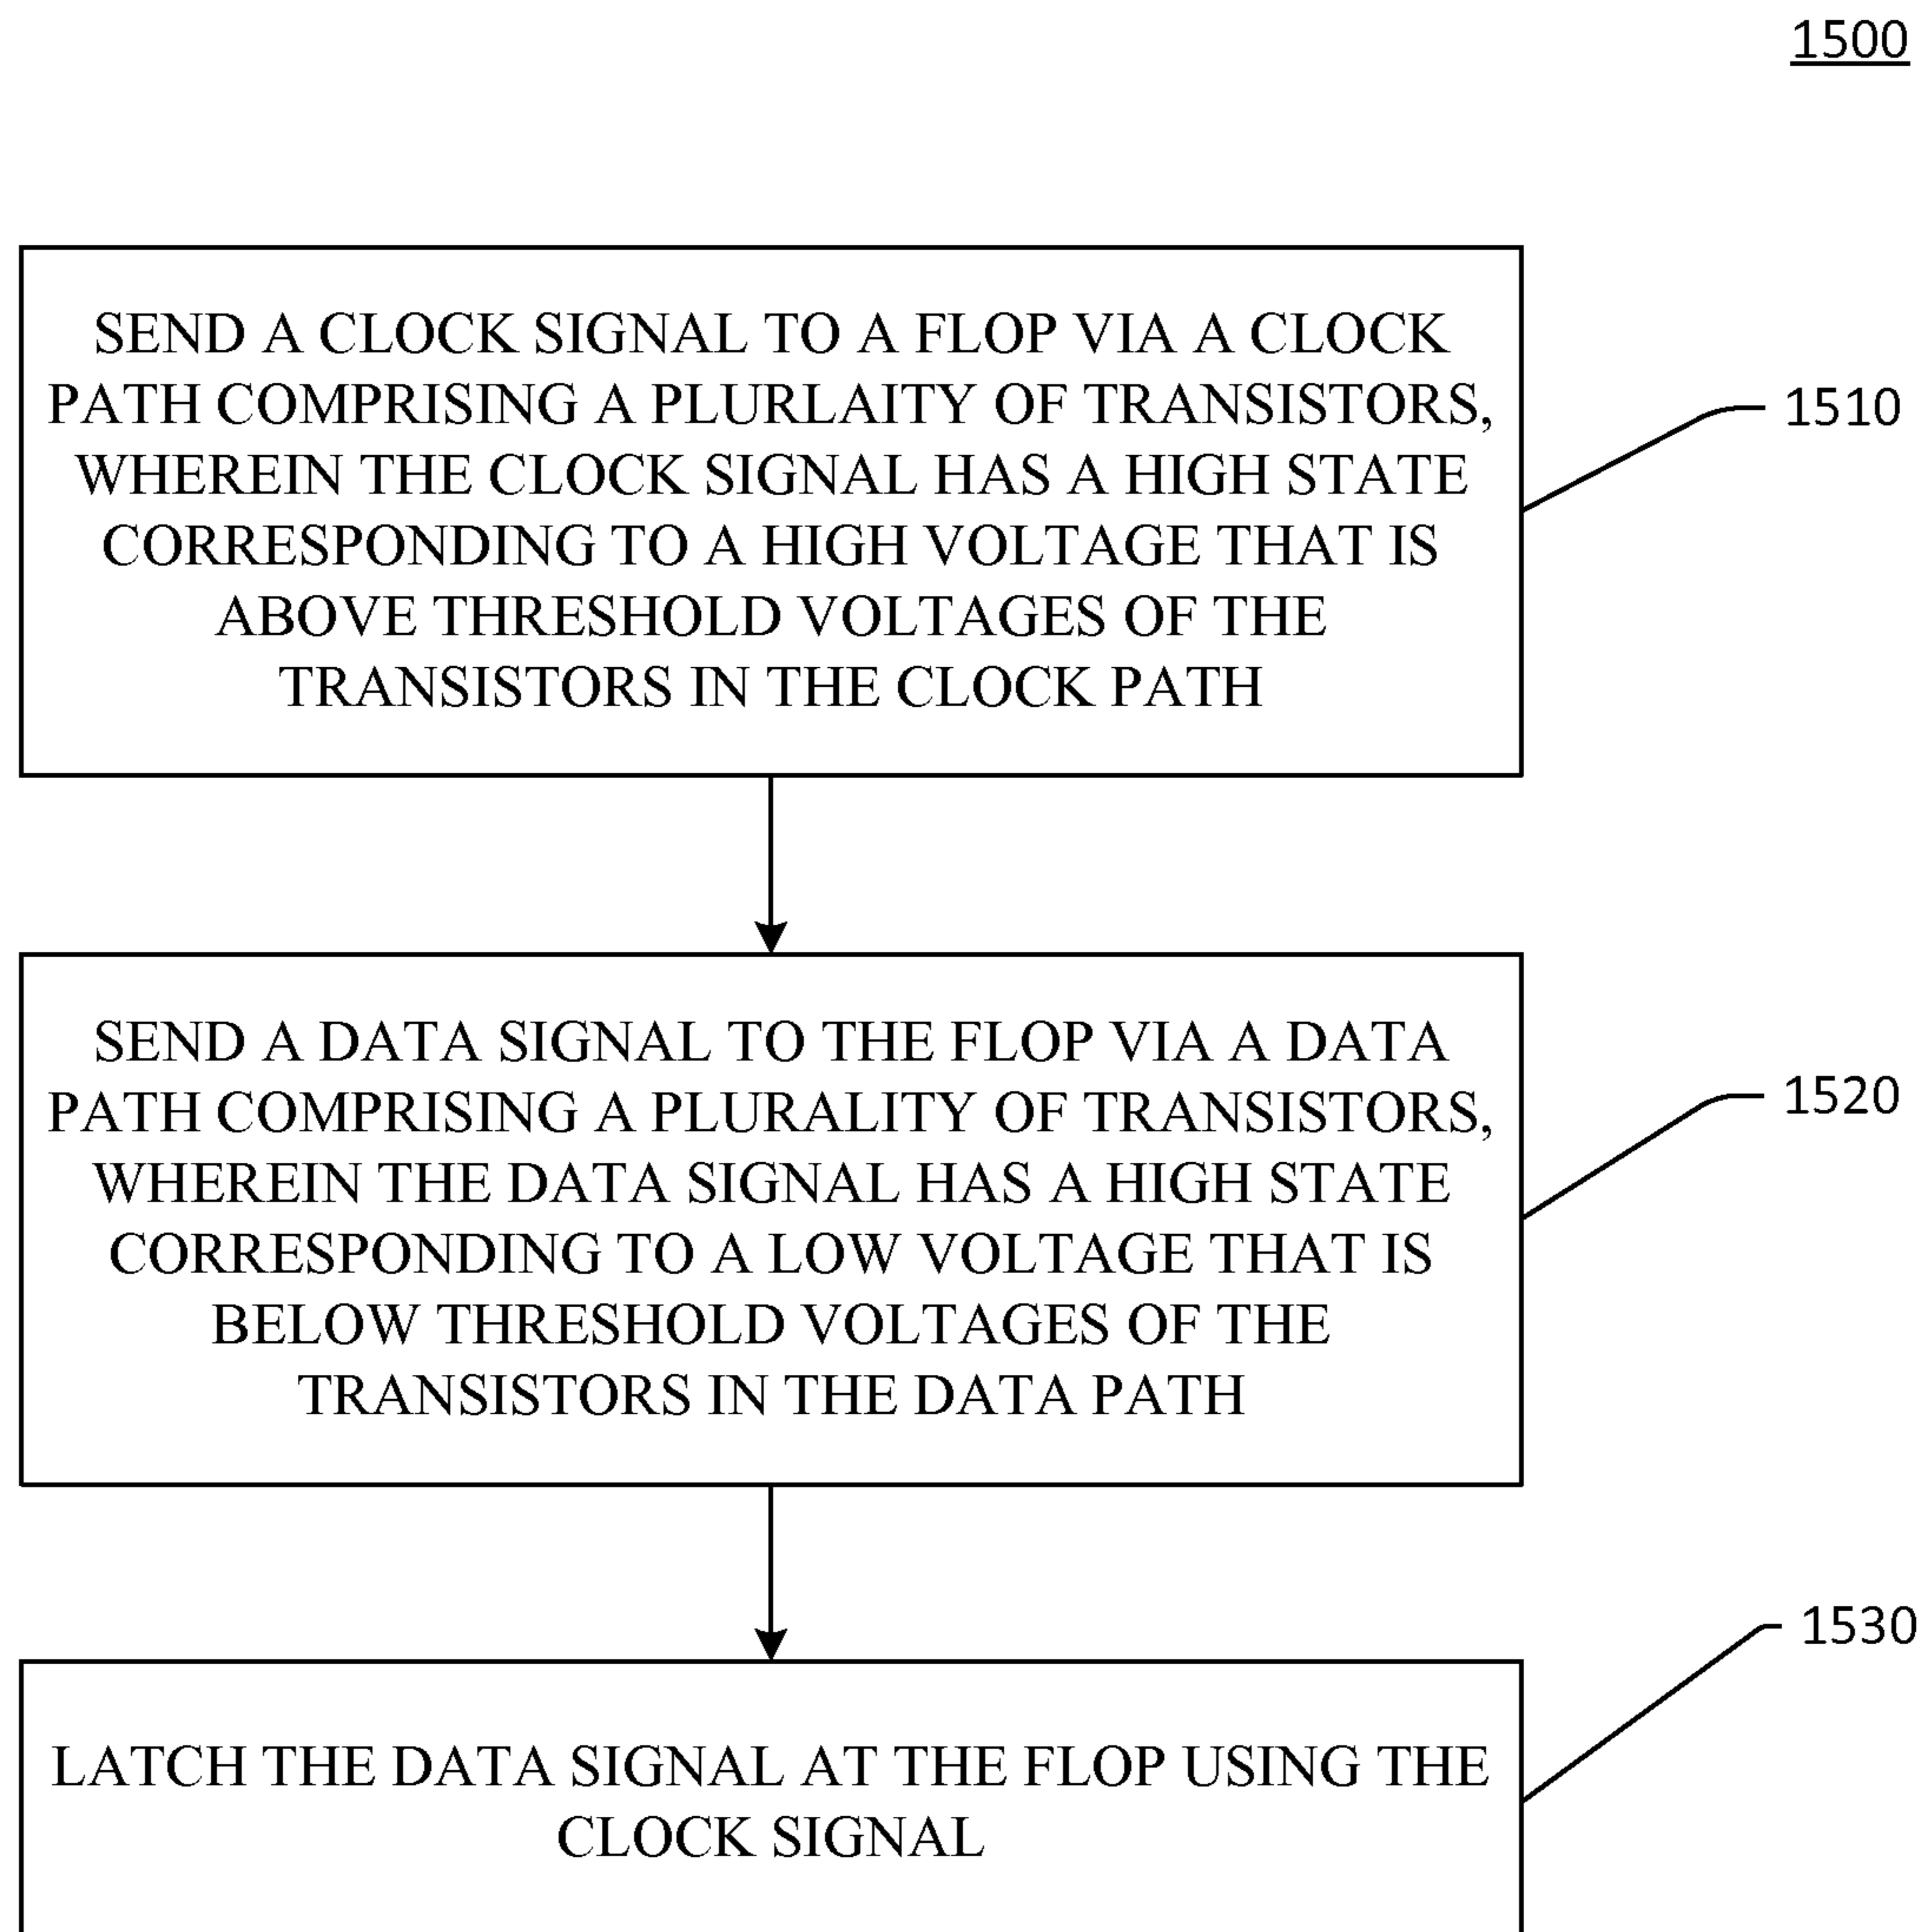 1500
SEND A CLOCK SIGNAL TO A FLOP VIA A CLOCK
PATH COMPRISING A PLURLAITY OF TRANSISTORS,
WHEREIN THE CLOCK SIGNAL HAS A HIGH STATE
CORRESPONDING TO A HIGH VOLTAGE THAT IS
ABOVE THRESHOLD VOLTAGES OF THE
TRANSISTORS IN THE CLOCK PATH
1510
SEND A DATA SIGNAL TO THE FLOP VIA A DATA
PATH COMPRISING A PLURALITY OF TRANSISTORS,
WHEREIN THE DATA SIGNAL HAS A HIGH STATE
CORRESPONDING TO A LOW VOLTAGE THAT IS
BELOW THRESHOLD VOLTAGES OF THE
TRANSISTORS IN THE DATA PATH
1520
LATCH THE DATA SIGNAL AT THE FLOP USING THE
CLOCK SIGNAL
1530